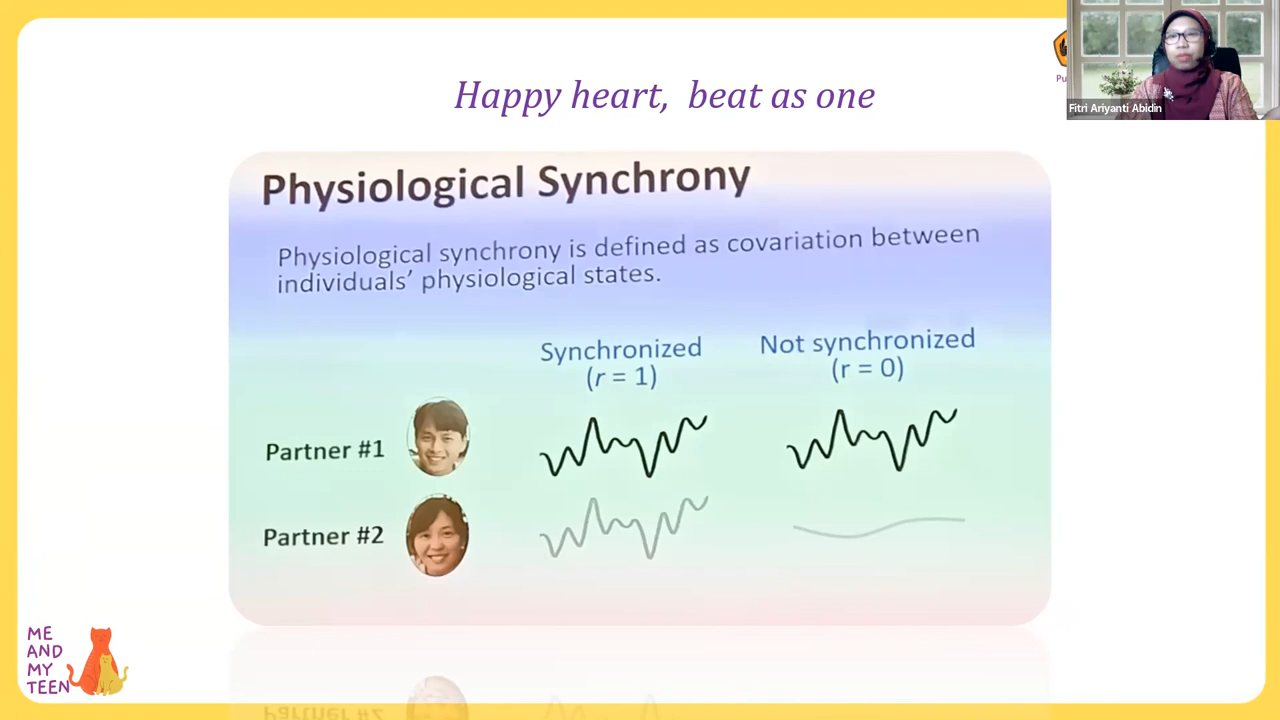 Happy heart,  beat as one
Fitri Ariyanti Abidin
Physiological Synchrony
Physiological synchrony is defined as covariation between
individuals’ physiological states.
Synchronized
(r = 1)
Not synchronized
(r = 0)
Partner #1
Partner #2
ME
AND
MY
TEEN